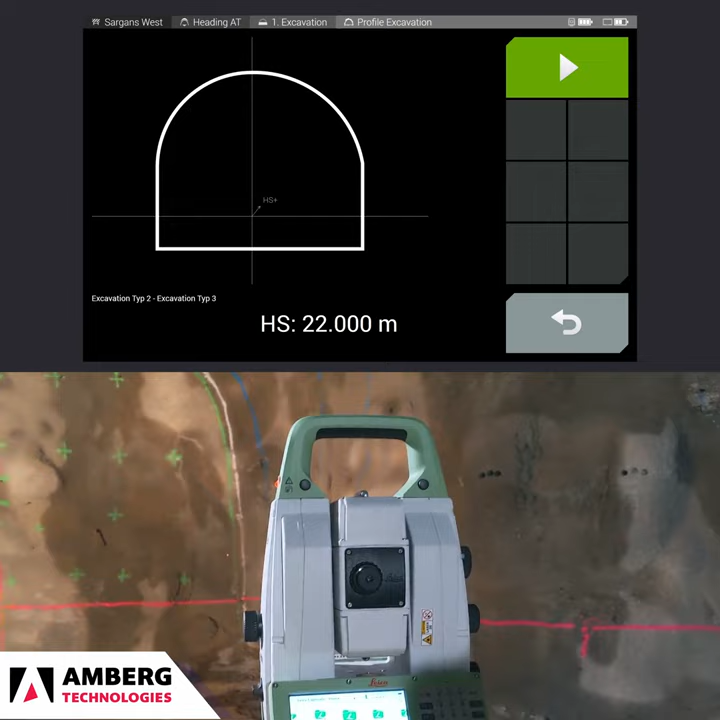 Sargans West
Heading AT
1. Excavation
Profile Excavation
HS+
Excavation Typ 2 - Excavation Typ 3
HS: 22.000 m
Leica
AMBERG
TECHNOLOGIES